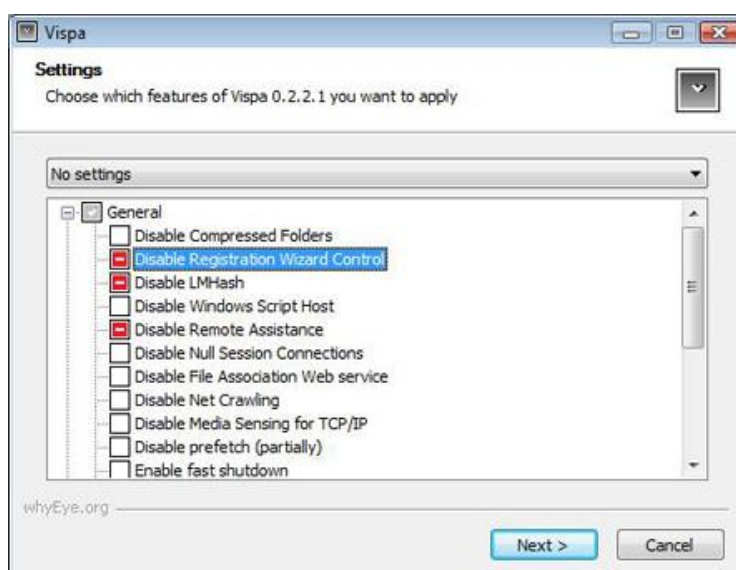 Vispa
Settings
Choose which features of Vispa 0.2.2.1 you want to apply
No settings
General
Disable Compressed Folders
Disable Registration Wizard Control
Disable LMHash
Disable Windows Script Host
Disable Remote Assistance
Disable Null Session Connections
Disable File Association Web service
Disable Net Crawling
Disable Media Sensing for TCP/IP
Disable prefetch (partially)
Enable fast shutdown
whyEye.org
Next >
Cancel